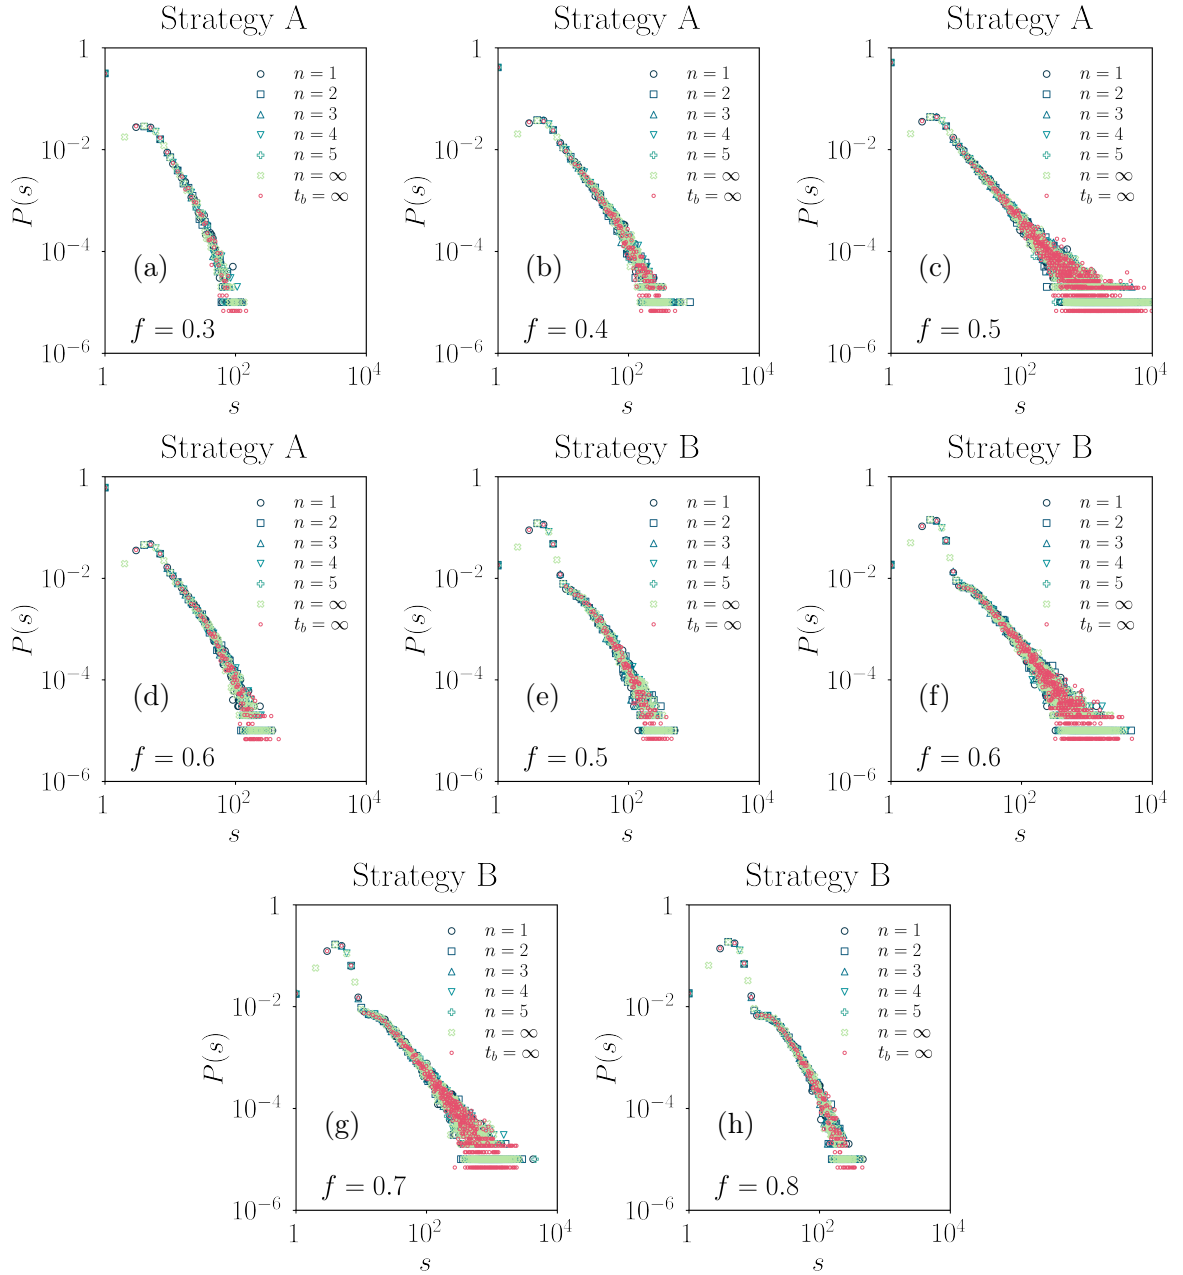 Strategy A
1
10^−2
10^−4
10^−6
P(s)
n = 1
n = 2
n = 3
n = 4
n = 5
n = ∞
t_b = ∞
(a)
f = 0.3
1
10^2
10^4
s
Strategy A
1
10^−2
10^−4
10^−6
P(s)
n = 1
n = 2
n = 3
n = 4
n = 5
n = ∞
t_b = ∞
(b)
f = 0.4
1
10^2
10^4
s
Strategy A
1
10^−2
10^−4
10^−6
P(s)
n = 1
n = 2
n = 3
n = 4
n = 5
n = ∞
t_b = ∞
(c)
f = 0.5
1
10^2
10^4
s
Strategy A
1
10^−2
10^−4
10^−6
P(s)
n = 1
n = 2
n = 3
n = 4
n = 5
n = ∞
t_b = ∞
(d)
f = 0.6
1
10^2
10^4
s
Strategy B
1
10^−2
10^−4
10^−6
P(s)
n = 1
n = 2
n = 3
n = 4
n = 5
n = ∞
t_b = ∞
(e)
f = 0.5
1
10^2
10^4
s
Strategy B
1
10^−2
10^−4
10^−6
P(s)
n = 1
n = 2
n = 3
n = 4
n = 5
n = ∞
t_b = ∞
(f)
f = 0.6
1
10^2
10^4
s
Strategy B
1
10^−2
10^−4
10^−6
P(s)
n = 1
n = 2
n = 3
n = 4
n = 5
n = ∞
t_b = ∞
(g)
f = 0.7
1
10^2
10^4
s
Strategy B
1
10^−2
10^−4
10^−6
P(s)
n = 1
n = 2
n = 3
n = 4
n = 5
n = ∞
t_b = ∞
(h)
f = 0.8
1
10^2
10^4
s